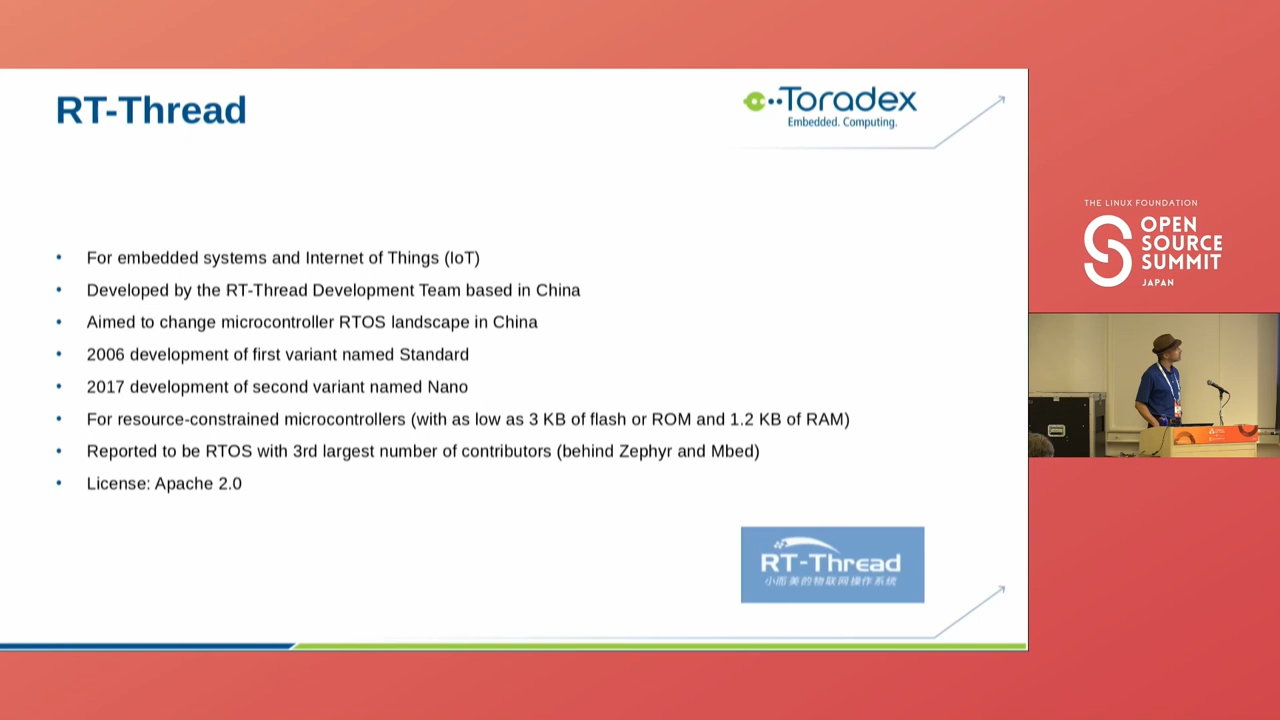 RT-Thread
Toradex
Embedded. Computing.
• For embedded systems and Internet of Things (IoT)
• Developed by the RT-Thread Development Team based in China
• Aimed to change microcontroller RTOS landscape in China
• 2006 development of first variant named Standard
• 2017 development of second variant named Nano
• For resource-constrained microcontrollers (with as low as 3 KB of flash or ROM and 1.2 KB of RAM)
• Reported to be RTOS with 3rd largest number of contributors (behind Zephyr and Mbed)
• License: Apache 2.0
RT-Thread
小而美的物联网操作系统
THE LINUX FOUNDATION
OPEN
SOURCE
SUMMIT
JAPAN